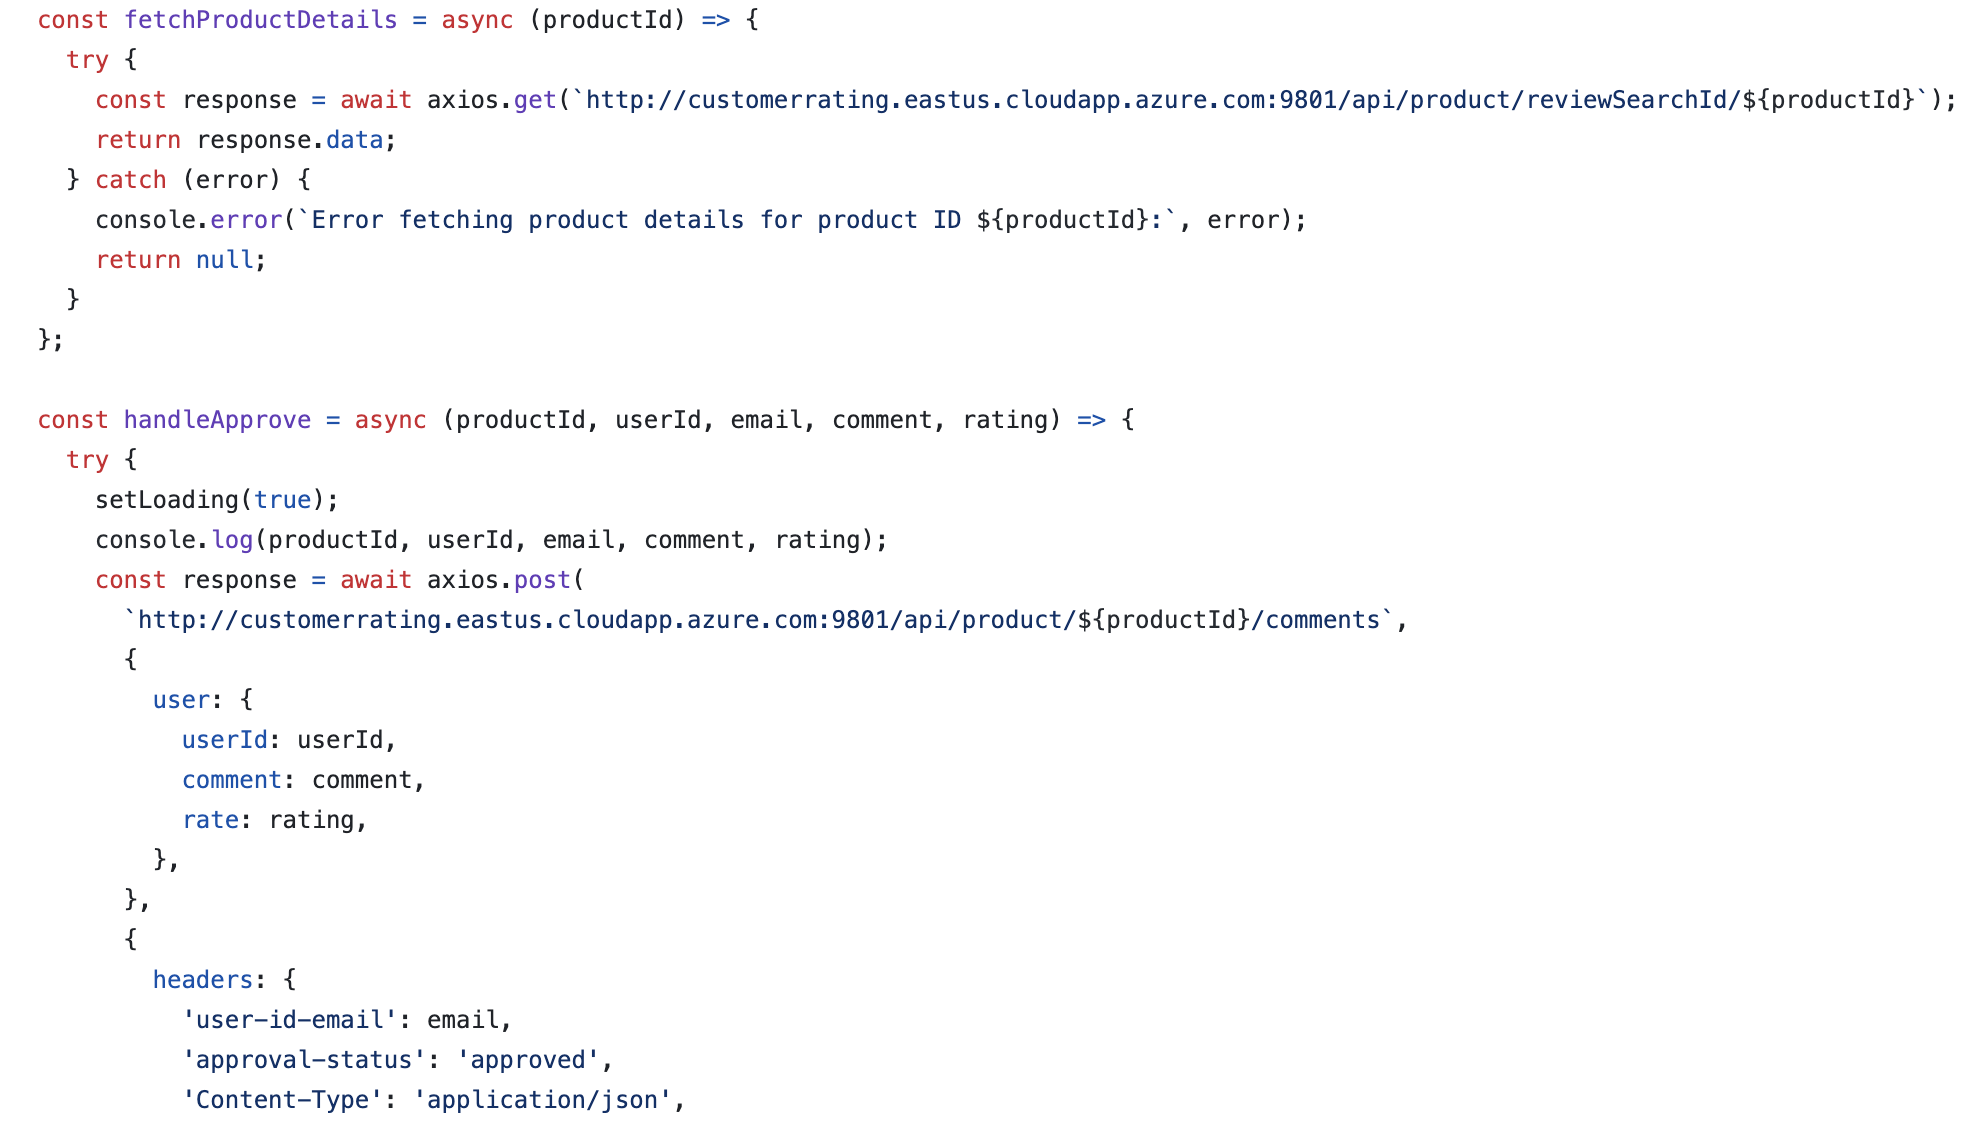 const fetchProductDetails = async (productId) => {
  try {
    const response = await axios.get(`http://customerrating.eastus.cloudapp.azure.com:9801/api/product/reviewSearchId/${productId}`);
    return response.data;
  } catch (error) {
    console.error(`Error fetching product details for product ID ${productId}:`, error);
    return null;
  }
};

const handleApprove = async (productId, userId, email, comment, rating) => {
  try {
    setLoading(true);
    console.log(productId, userId, email, comment, rating);
    const response = await axios.post(
      `http://customerrating.eastus.cloudapp.azure.com:9801/api/product/${productId}/comments`,
      {
        user: {
          userId: userId,
          comment: comment,
          rate: rating,
        },
      },
      {
        headers: {
          'user-id-email': email,
          'approval-status': 'approved',
          'Content-Type': 'application/json',